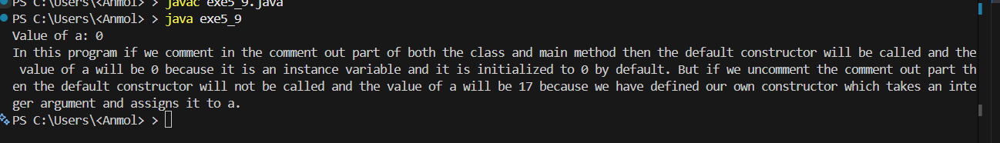 PS C:\Users\<Anmol> > javac exe5_9.java
PS C:\Users\<Anmol> > java exe5_9
Value of a: 0
In this program if we comment in the comment out part of both the class and main method then the default constructor will be called and the
 value of a will be 0 because it is an instance variable and it is initialized to 0 by default. But if we uncomment the comment out part th
en the default constructor will not be called and the value of a will be 17 because we have defined our own constructor which takes an inte
ger argument and assigns it to a.
PS C:\Users\<Anmol> >